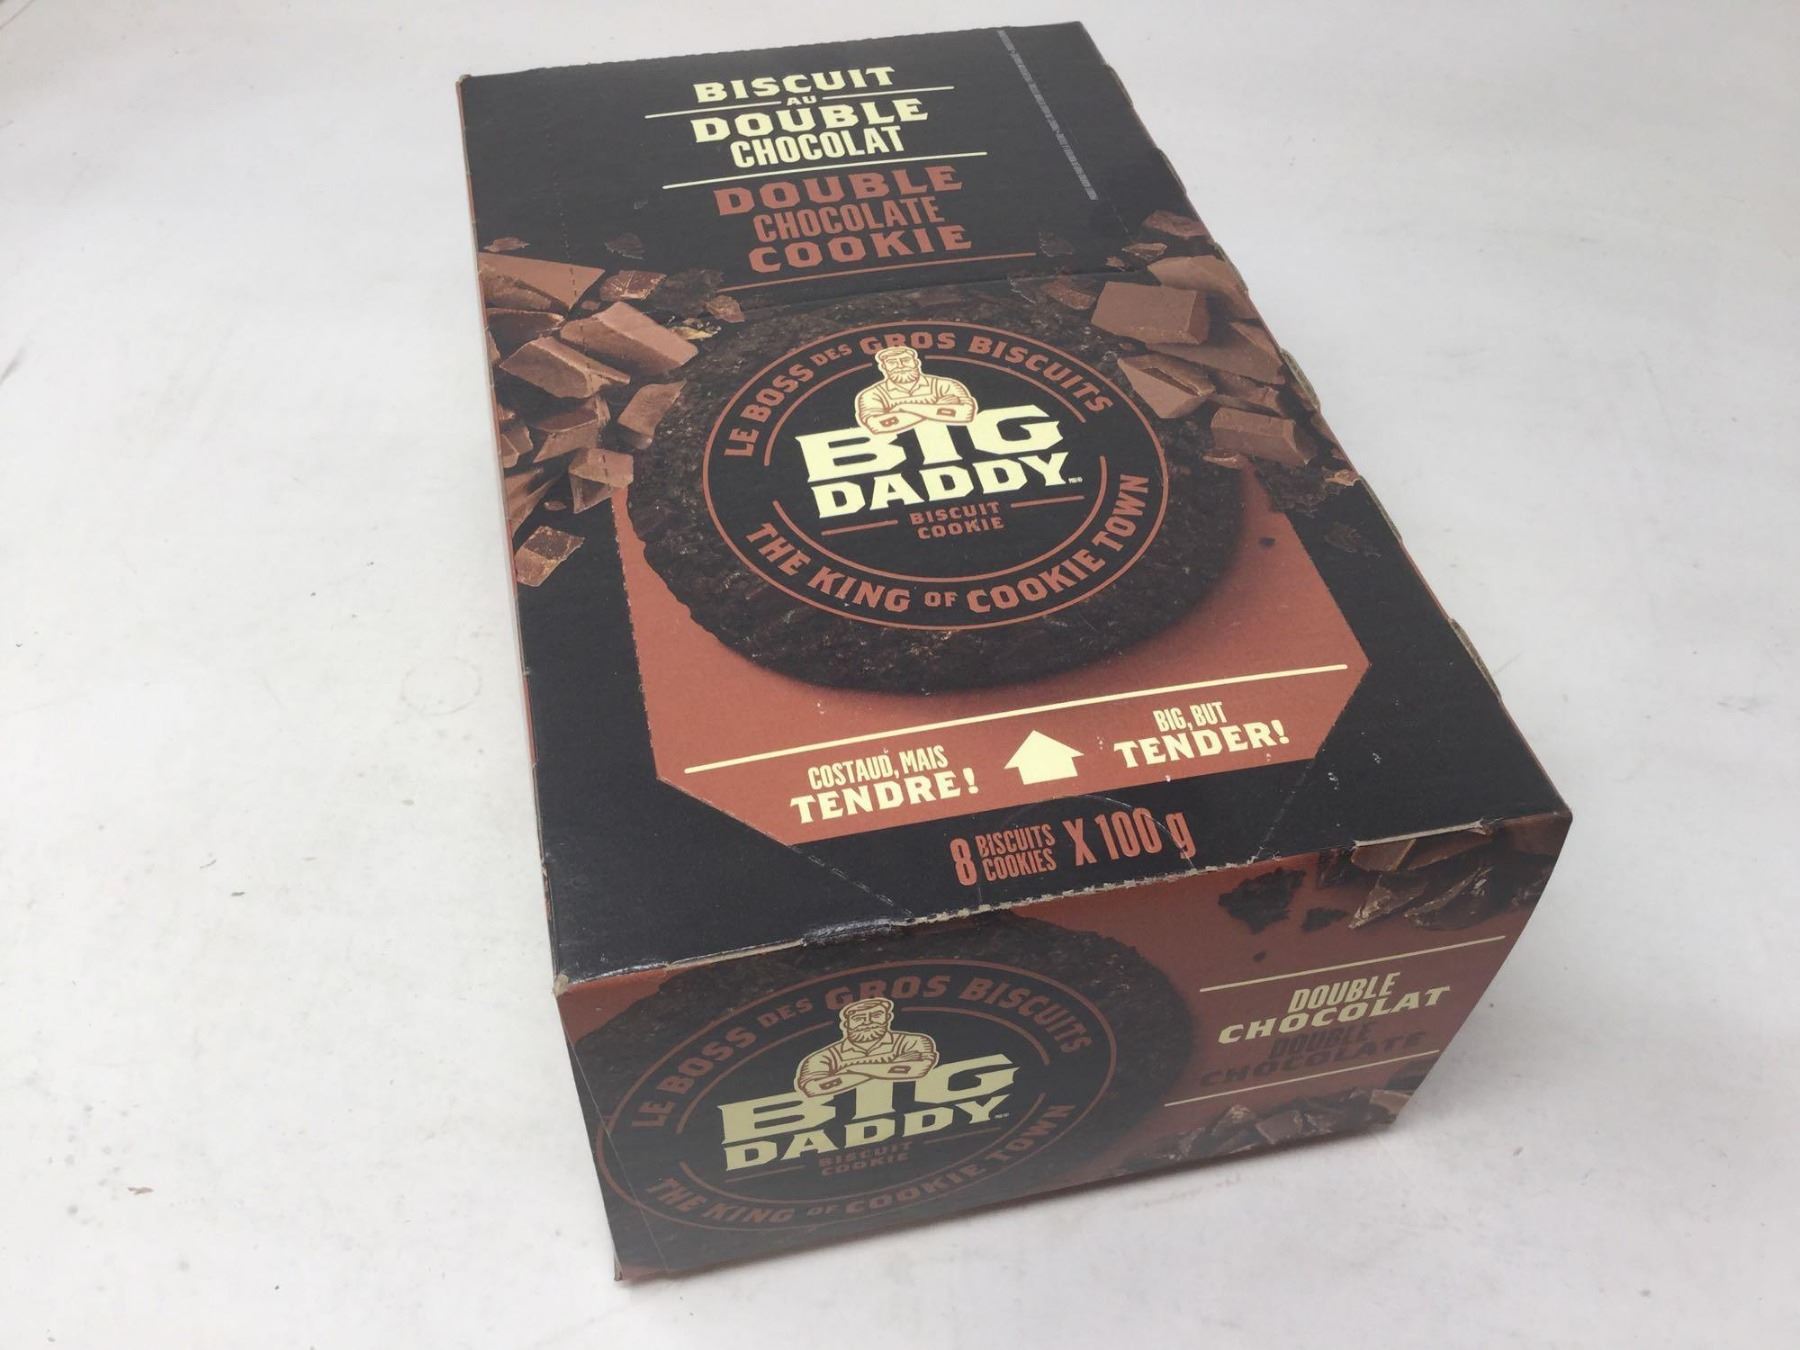 BISCUIT
AU
DOUBLE
CHOCOLAT
DOUBLE
CHOCOLATE
COOKIE
LE BOSS DES GROS BISCUITS
BIG
DADDY
BISCUIT
COOKIE
THE KING OF COOKIE TOWN
COSTAUD, MAIS
TENDRE!
BIG, BUT
TENDER!
8 BISCUITS
COOKIES X 100 g
LE BOSS DES GROS BISCUITS
BIG
DADDY
BISCUIT
COOKIE
THE KING OF COOKIE TOWN
DOUBLE
CHOCOLAT
DOUBLE
CHOCOLATE